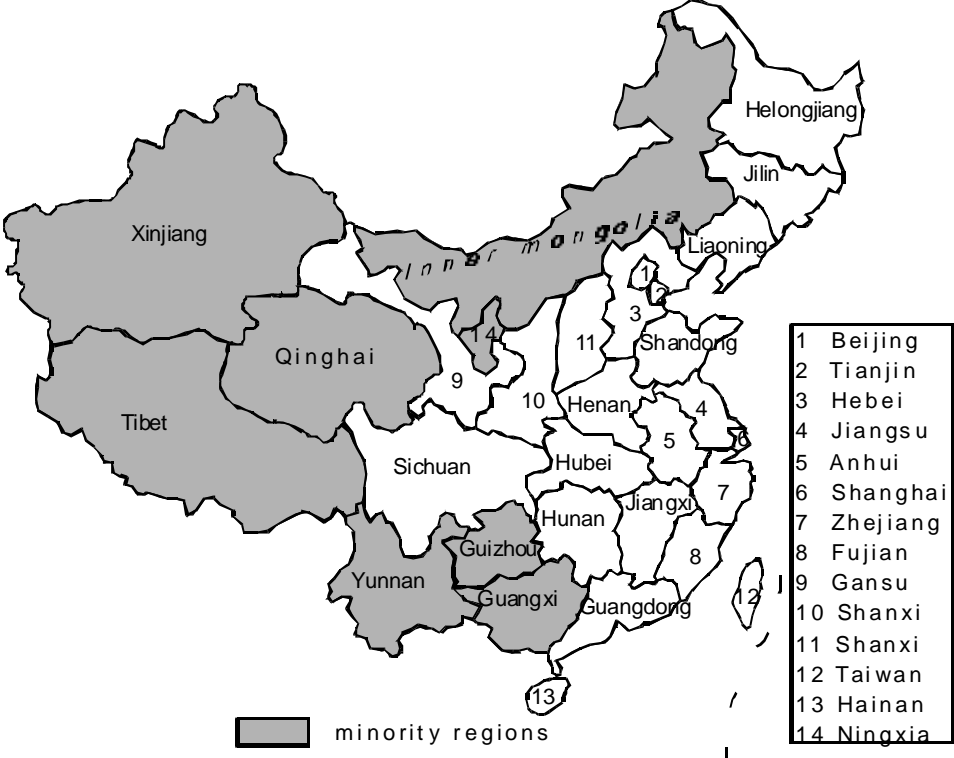 Helongjiang
Jilin
Xinjiang
Inner mongolia
Liaoning
1
2
3
14
Qinghai
11
Shandong
9
10
Henan
4
Tibet
5
6
Sichuan
Hubei
7
Jiangxi
Hunan
Guizhou
8
Yunnan
Guangxi
Guangdong
12
13
minority regions
1 Beijing
2 Tianjin
3 Hebei
4 Jiangsu
5 Anhui
6 Shanghai
7 Zhejiang
8 Fujian
9 Gansu
10 Shanxi
11 Shanxi
12 Taiwan
13 Hainan
14 Ningxia